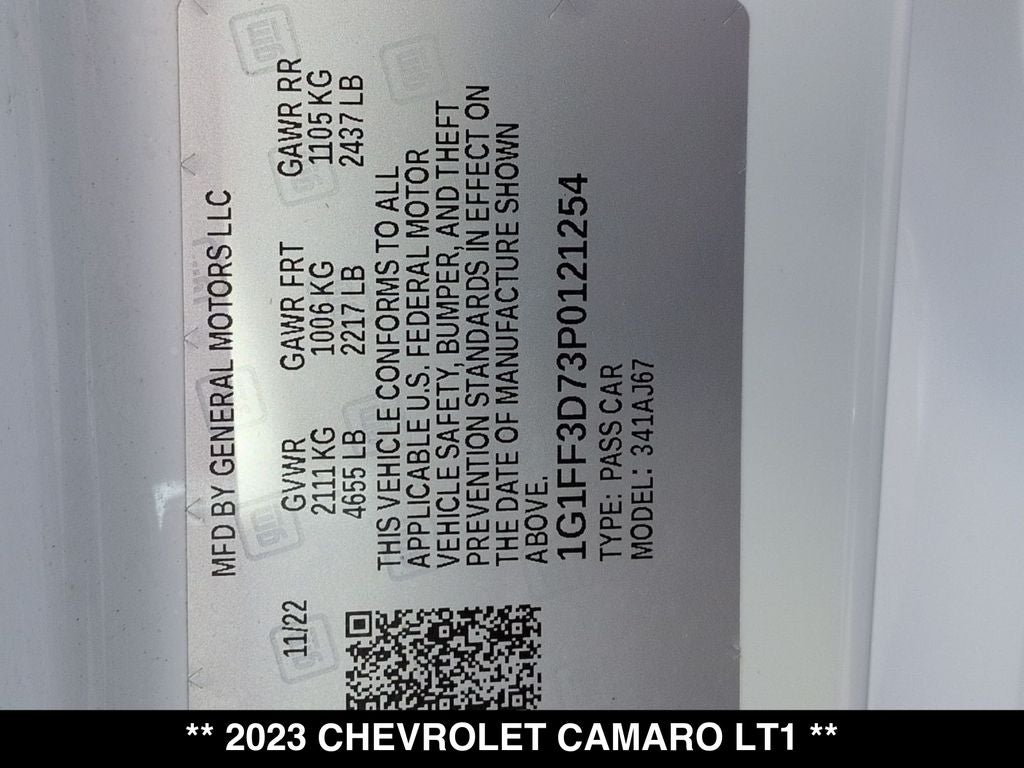 MFD BY GENERAL MOTORS LLC
11/22
GVWR GAWR FRT GAWR RR
2111 KG 1006 KG 1105 KG
4655 LB 2217 LB 2437 LB
THIS VEHICLE CONFORMS TO ALL
APPLICABLE U.S. FEDERAL MOTOR
VEHICLE SAFETY, BUMPER, AND THEFT
PREVENTION STANDARDS IN EFFECT ON
THE DATE OF MANUFACTURE SHOWN
ABOVE.
1G1FF3D73P0121254
TYPE: PASS CAR
MODEL: 341AJ67
** 2023 CHEVROLET CAMARO LT1 **